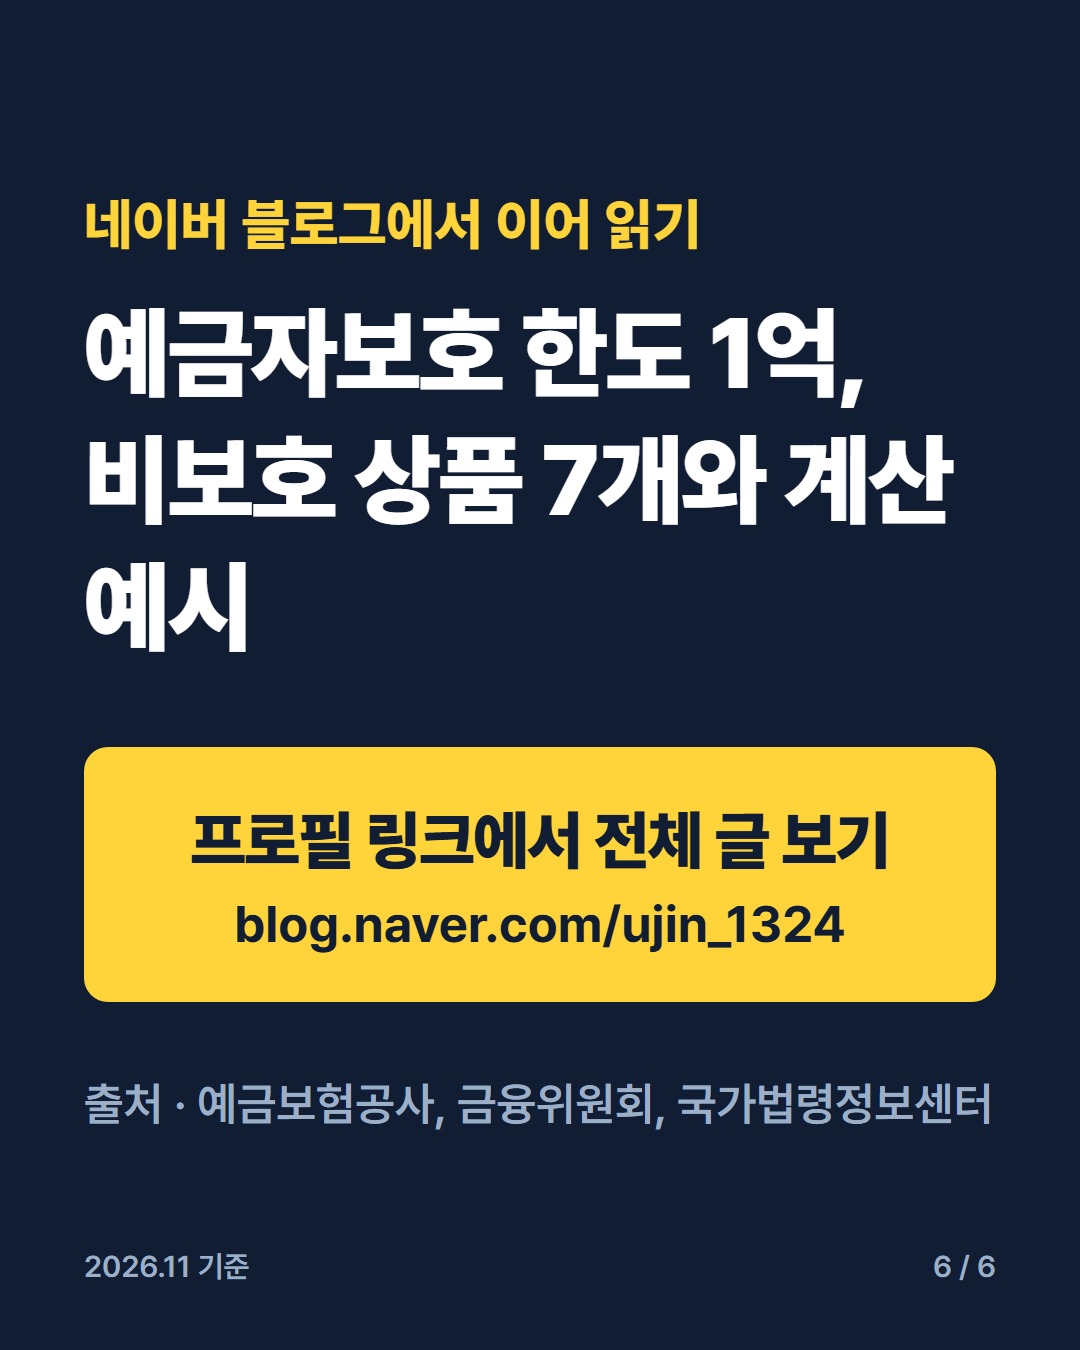 네이버 블로그에서 이어 읽기
예금자보호 한도 1억,
비보호 상품 7개와 계산
예시
프로필 링크에서 전체 글 보기
blog.naver.com/ujin_1324
출처 · 예금보험공사, 금융위원회, 국가법령정보센터
2026.11 기준
6 / 6